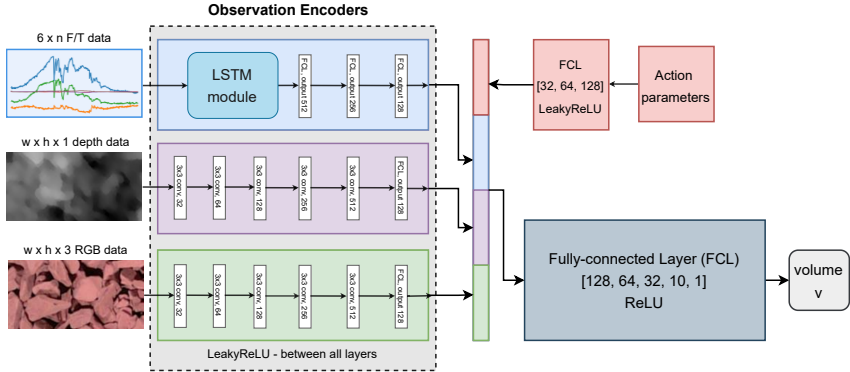 Observation Encoders
6 x n F/T data
LSTM
module
FCL, output 512
FCL, output 256
FCL, output 128
w x h x 1 depth data
3x3 conv, 32
3x3 conv, 64
3x3 conv, 128
3x3 conv, 256
3x3 conv, 512
FCL, output 128
w x h x 3 RGB data
3x3 conv, 32
3x3 conv, 64
3x3 conv, 128
3x3 conv, 256
3x3 conv, 512
FCL, output 128
LeakyReLU - between all layers
FCL
[32, 64, 128]
LeakyReLU
Action
parameters
Fully-connected Layer (FCL)
[128, 64, 32, 10, 1]
ReLU
volume
v